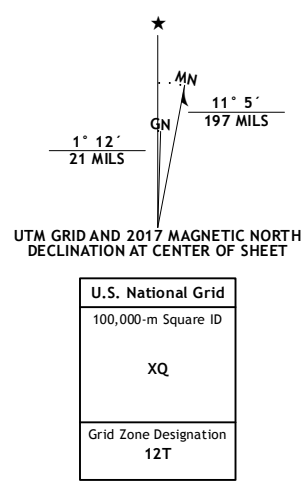 ★
MN
GN
11° 5´
197 MILS
1° 12´
21 MILS
UTM GRID AND 2017 MAGNETIC NORTH
DECLINATION AT CENTER OF SHEET
U.S. National Grid
100,000-m Square ID
XQ
Grid Zone Designation
12T